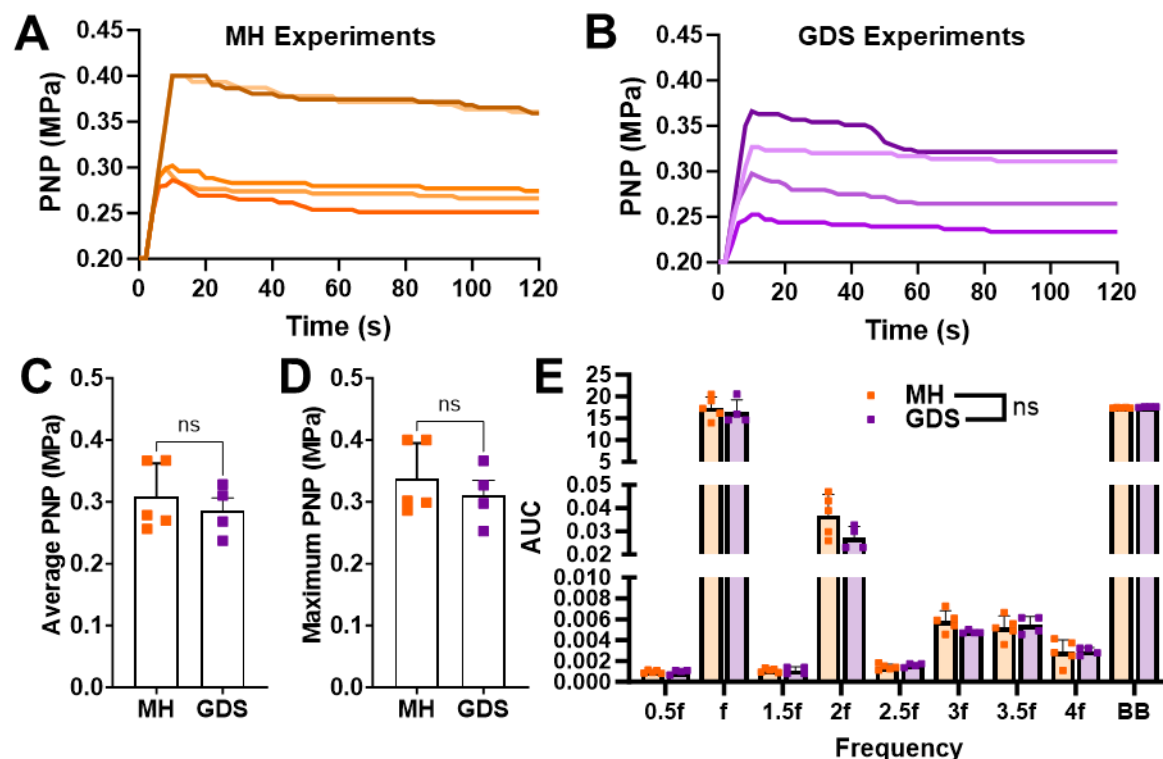 A
MH Experiments
PNP (MPa)
0.45
0.40
0.35
0.30
0.25
0.20
0 20 40 60 80 100 120
Time (s)
B
GDS Experiments
PNP (MPa)
0.45
0.40
0.35
0.30
0.25
0.20
0 20 40 60 80 100 120
Time (s)
C
Average PNP (MPa)
0.5
0.4
0.3
0.2
0.1
0.0
ns
MH GDS
D
Maximum PNP (MPa)
0.5
0.4
0.3
0.2
0.1
0.0
ns
MH GDS
E
AUC
25
20
15
10
5
0.05
0.04
0.03
0.02
0.010
0.008
0.006
0.004
0.002
0.000
MH
GDS
ns
0.5f f 1.5f 2f 2.5f 3f 3.5f 4f BB
Frequency